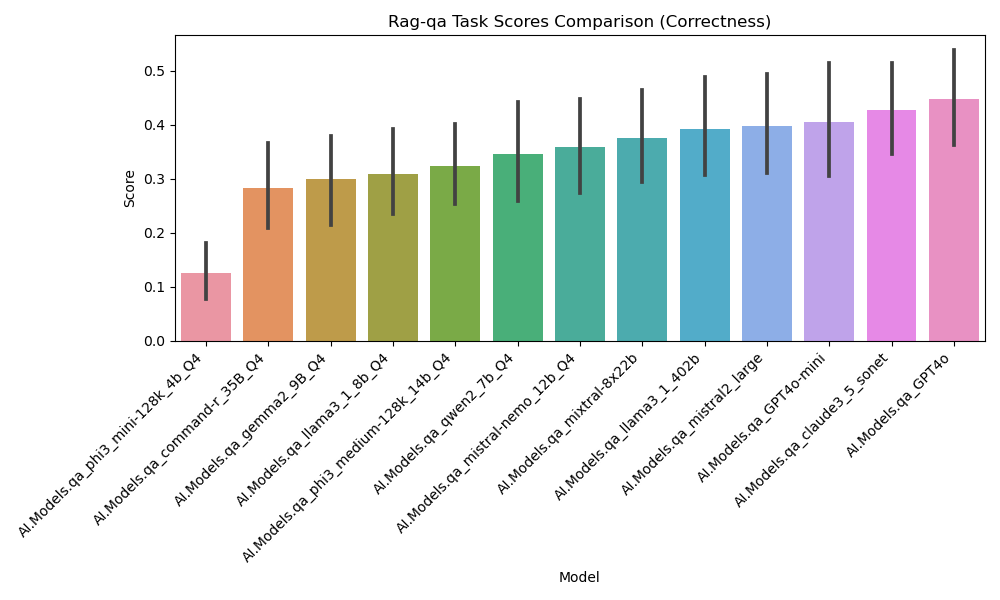 Rag-qa Task Scores Comparison (Correctness)
Score
0.5
0.4
0.3
0.2
0.1
0.0
AI.Models.qa_phi3_mini-128k_4b_Q4
AI.Models.qa_command-r_35B_Q4
AI.Models.qa_gemma2_9B_Q4
AI.Models.qa_llama3_1_8b_Q4
AI.Models.qa_phi3_medium-128k_14b_Q4
AI.Models.qa_qwen2_7b_Q4
AI.Models.qa_mistral-nemo_12b_Q4
AI.Models.qa_mixtral-8x22b
AI.Models.qa_llama3_1_402b
AI.Models.qa_mistral2_large
AI.Models.qa_GPT4o-mini
AI.Models.qa_claude3_5_sonet
AI.Models.qa_GPT4o
Model